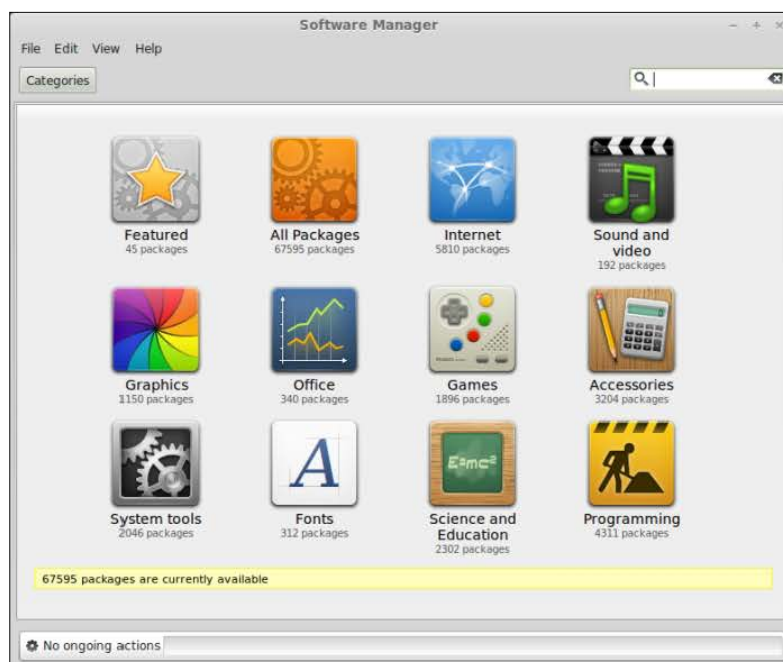 Software Manager
File Edit View Help
Categories
Featured
45 packages
All Packages
67595 packages
Internet
5810 packages
Sound and
video
192 packages
Graphics
1150 packages
Office
340 packages
Games
1896 packages
Accessories
3204 packages
System tools
2046 packages
Fonts
312 packages
E=mc²
Science and
Education
2302 packages
Programming
4311 packages
67595 packages are currently available
No ongoing actions